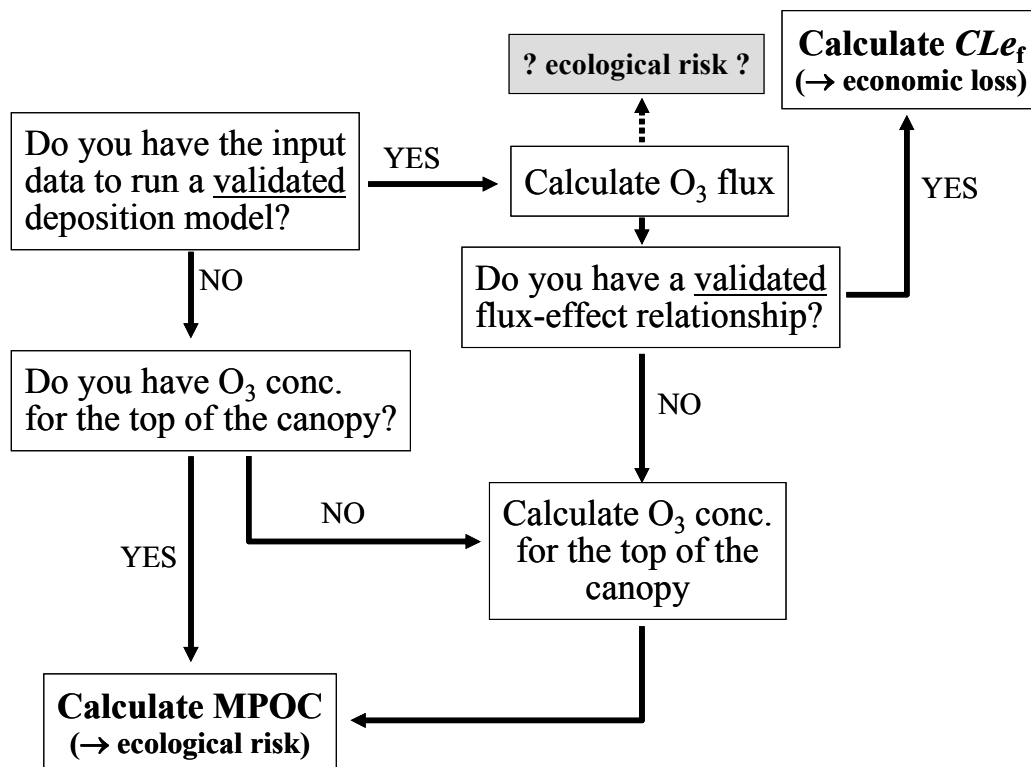 ? ecological risk ?
Calculate CLe_f
(→ economic loss)
Do you have the input
data to run a validated
deposition model?
YES
Calculate O₃ flux
YES
NO
Do you have a validated
flux-effect relationship?
Do you have O₃ conc.
for the top of the canopy?
NO
NO
YES
Calculate O₃ conc.
for the top of the
canopy
Calculate MPOC
(→ ecological risk)